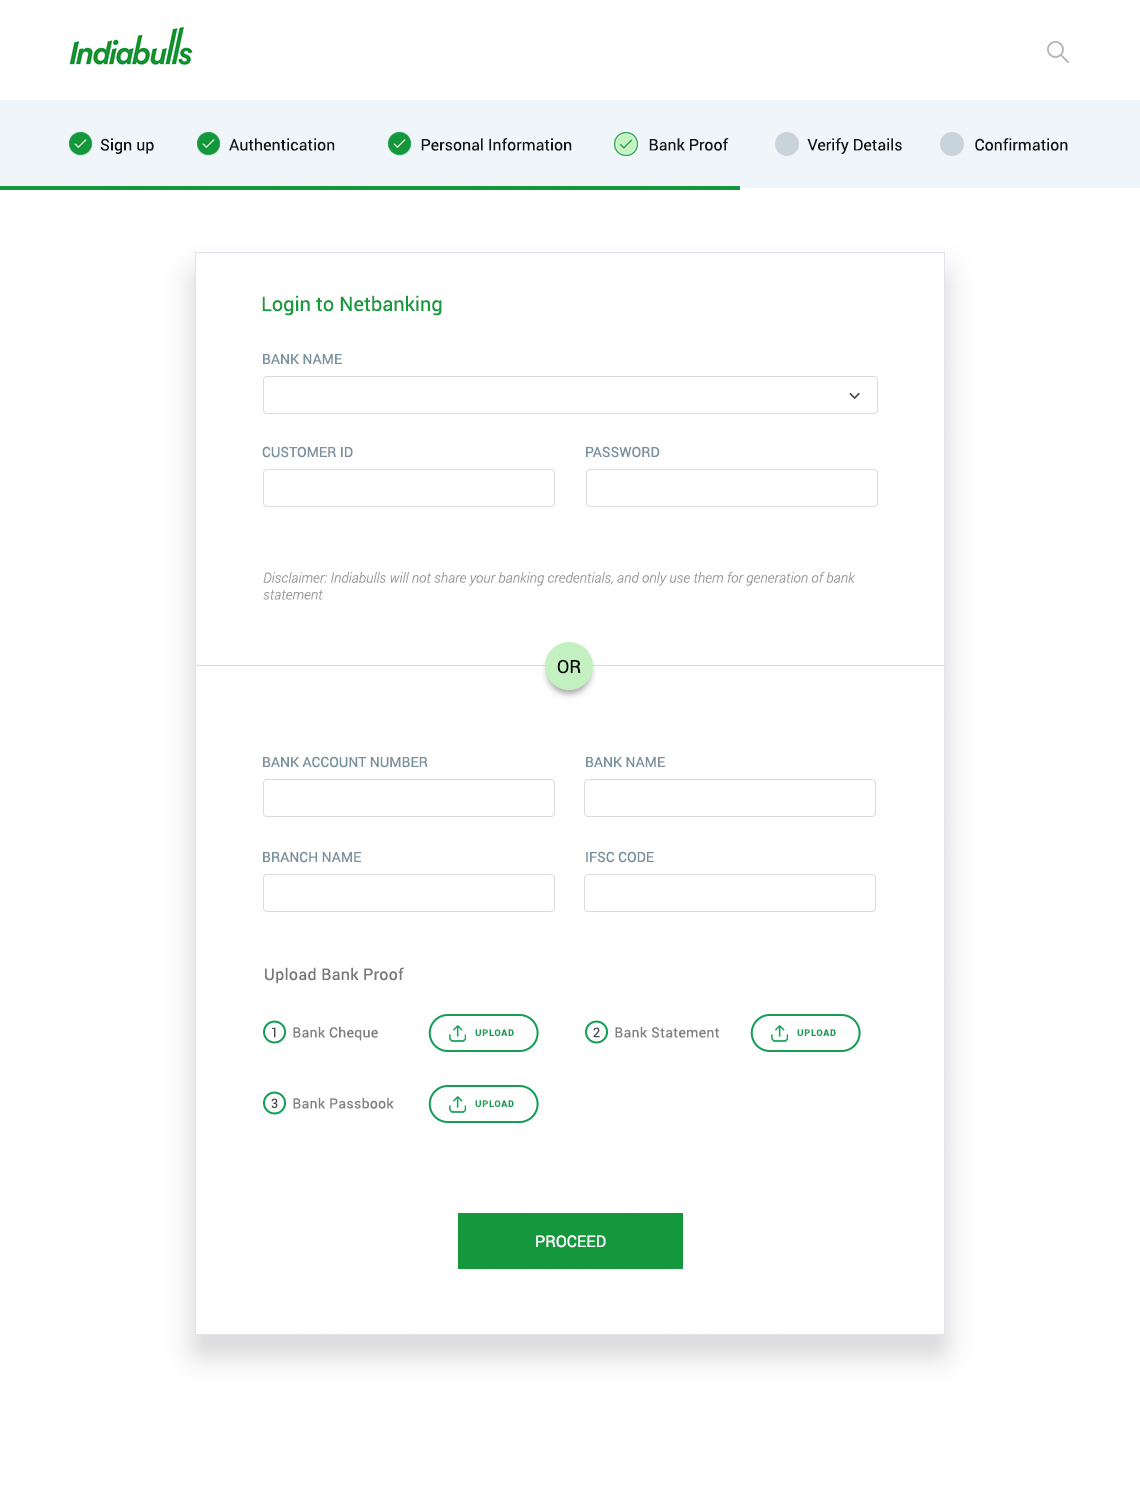 Indiabulls
Sign up Authentication Personal Information Bank Proof Verify Details Confirmation
Login to Netbanking
BANK NAME
CUSTOMER ID PASSWORD
Disclaimer: Indiabulls will not share your banking credentials, and only use them for generation of bank
statement
OR
BANK ACCOUNT NUMBER BANK NAME
BRANCH NAME IFSC CODE
Upload Bank Proof
1 Bank Cheque UPLOAD 2 Bank Statement UPLOAD
3 Bank Passbook UPLOAD
PROCEED